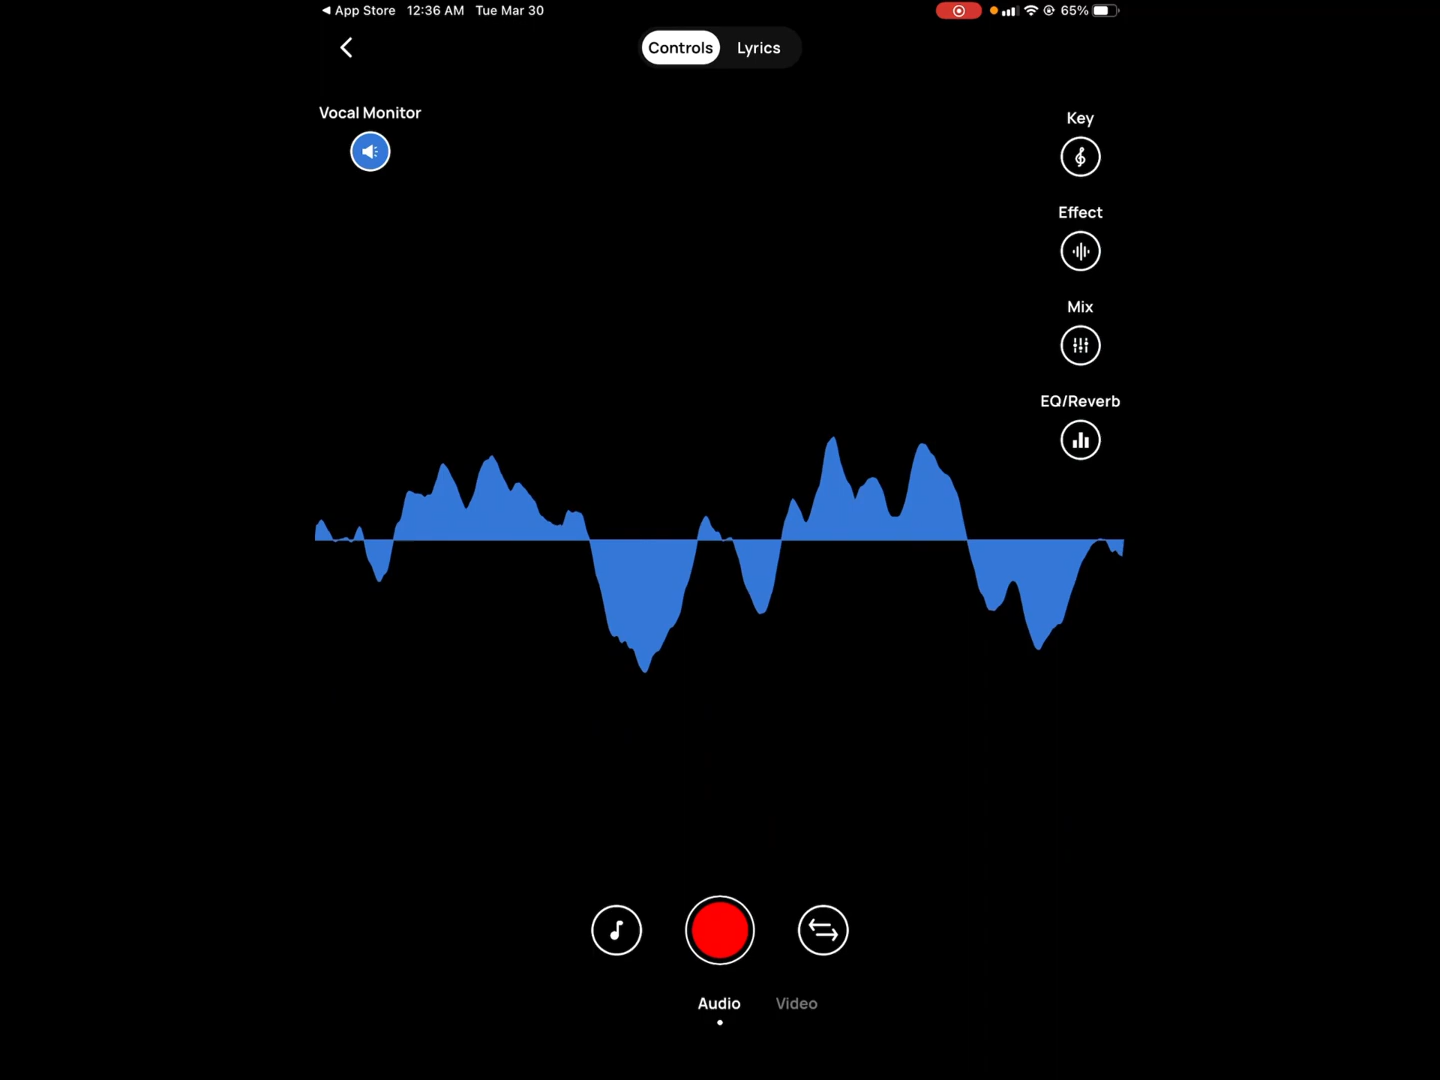 ◀ App Store 12:36 AM Tue Mar 30 65%
Controls Lyrics
Vocal Monitor
Key
Effect
Mix
EQ/Reverb
Audio Video